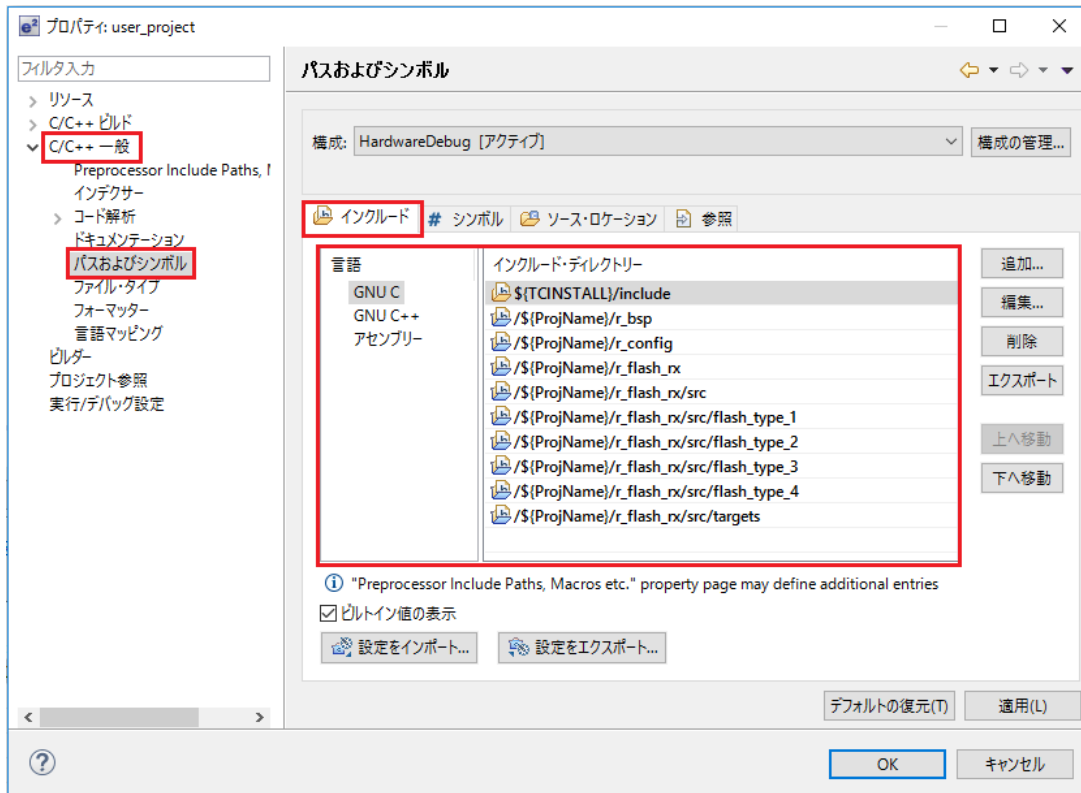 e² プロパティ: user_project
フィルタ入力
リソース
C/C++ ビルド
C/C++ 一般
Preprocessor Include Paths, M
インデクサー
コード解析
ドキュメンテーション
パスおよびシンボル
ファイル・タイプ
フォーマッター
言語マッピング
ビルダー
プロジェクト参照
実行/デバッグ設定
パスおよびシンボル
構成: HardwareDebug [アクティブ] 構成の管理...
インクルード # シンボル ソース・ロケーション 参照
言語
GNU C
GNU C++
アセンブリー
インクルード・ディレクトリー
${TCINSTALL}/include
/${ProjName}/r_bsp
/${ProjName}/r_config
/${ProjName}/r_flash_rx
/${ProjName}/r_flash_rx/src
/${ProjName}/r_flash_rx/src/flash_type_1
/${ProjName}/r_flash_rx/src/flash_type_2
/${ProjName}/r_flash_rx/src/flash_type_3
/${ProjName}/r_flash_rx/src/flash_type_4
/${ProjName}/r_flash_rx/src/targets
追加...
編集...
削除
エクスポート
上へ移動
下へ移動
"Preprocessor Include Paths, Macros etc." property page may define additional entries
ビルトイン値の表示
設定をインポート... 設定をエクスポート...
デフォルトの復元(T) 適用(L)
OK キャンセル